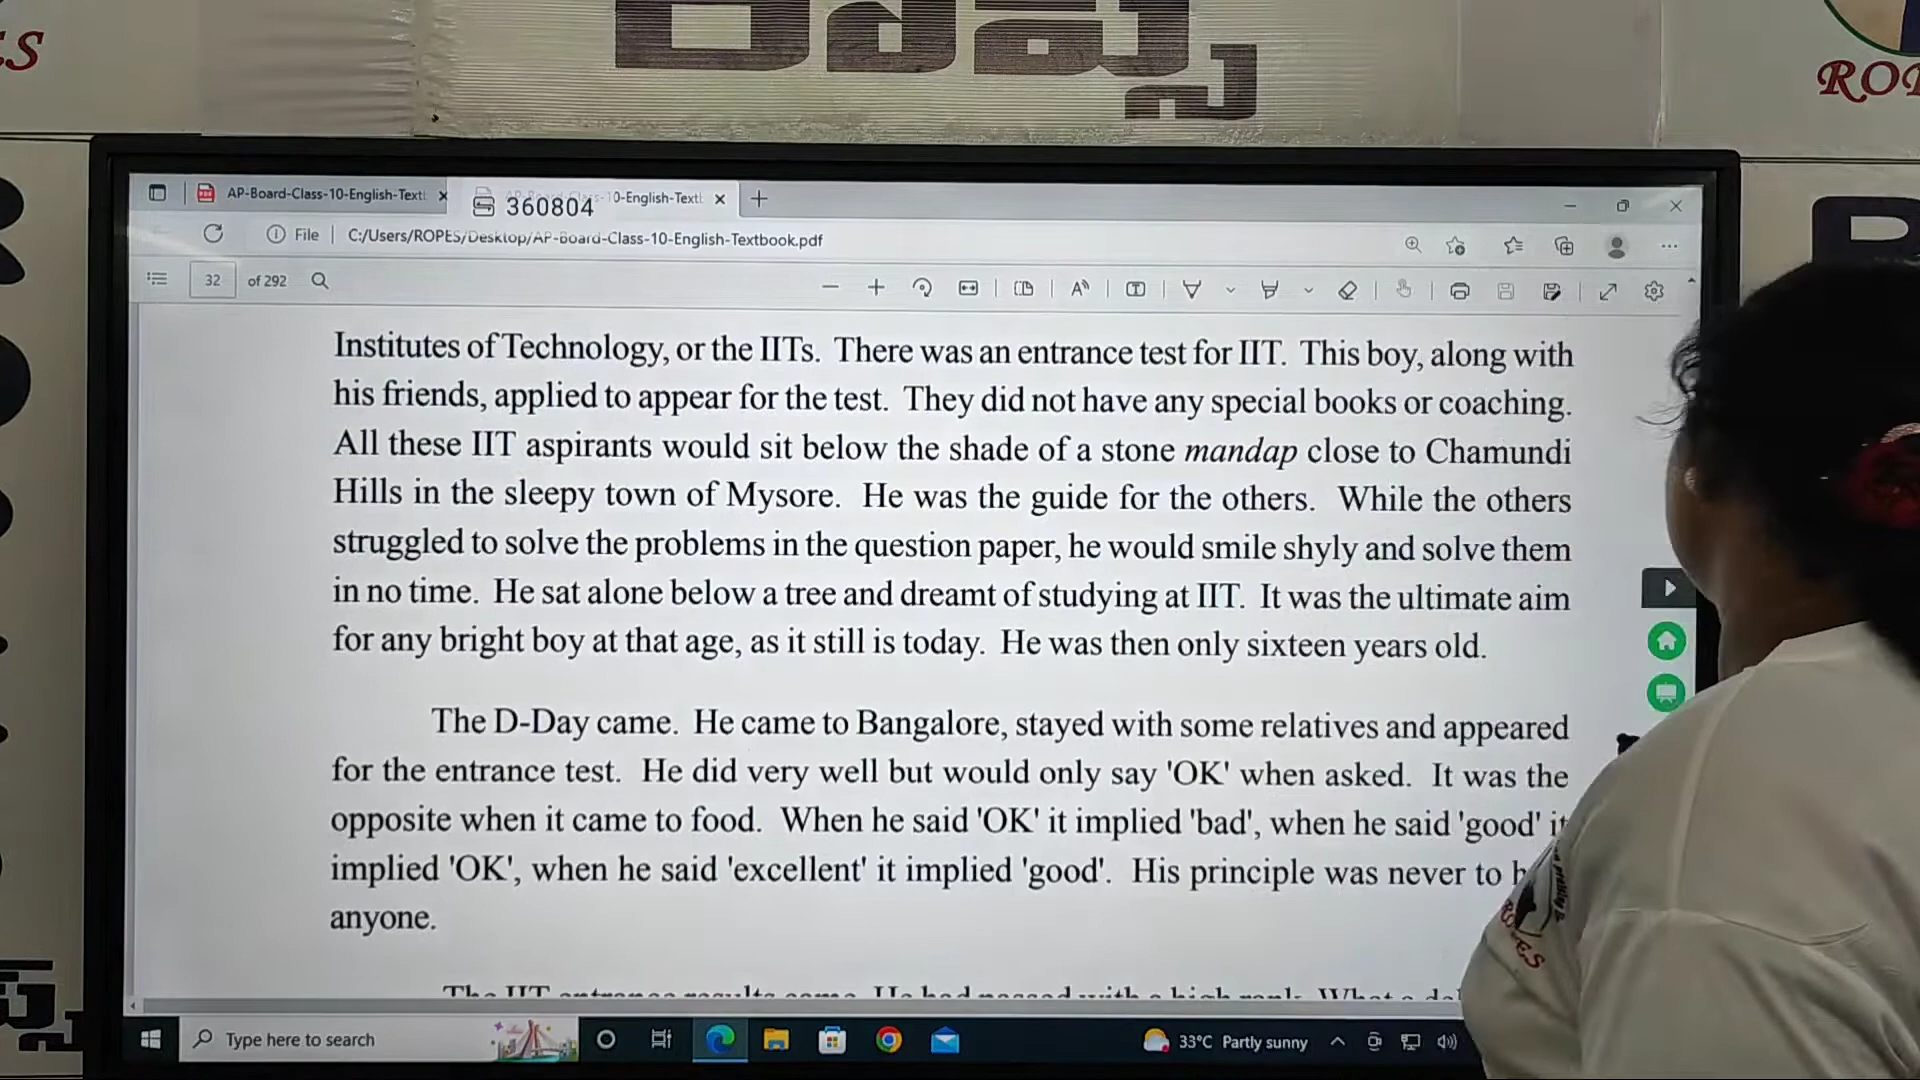 ES
ROP
AP-Board-Class-10-English-Text
360804
0-English-Textl
File
C:/Users/ROPES/Desktop/AP-Board-Class-10-English-Textbook.pdf
32 of 292
Institutes of Technology, or the IITs. There was an entrance test for IIT. This boy, along with
his friends, applied to appear for the test. They did not have any special books or coaching.
All these IIT aspirants would sit below the shade of a stone mandap close to Chamundi
Hills in the sleepy town of Mysore. He was the guide for the others. While the others
struggled to solve the problems in the question paper, he would smile shyly and solve them
in no time. He sat alone below a tree and dreamt of studying at IIT. It was the ultimate aim
for any bright boy at that age, as it still is today. He was then only sixteen years old.
The D-Day came. He came to Bangalore, stayed with some relatives and appeared
for the entrance test. He did very well but would only say 'OK' when asked. It was the
opposite when it came to food. When he said 'OK' it implied 'bad', when he said 'good' it
implied 'OK', when he said 'excellent' it implied 'good'. His principle was never to
anyone.
ROPES
Type here to search
33°C Partly sunny